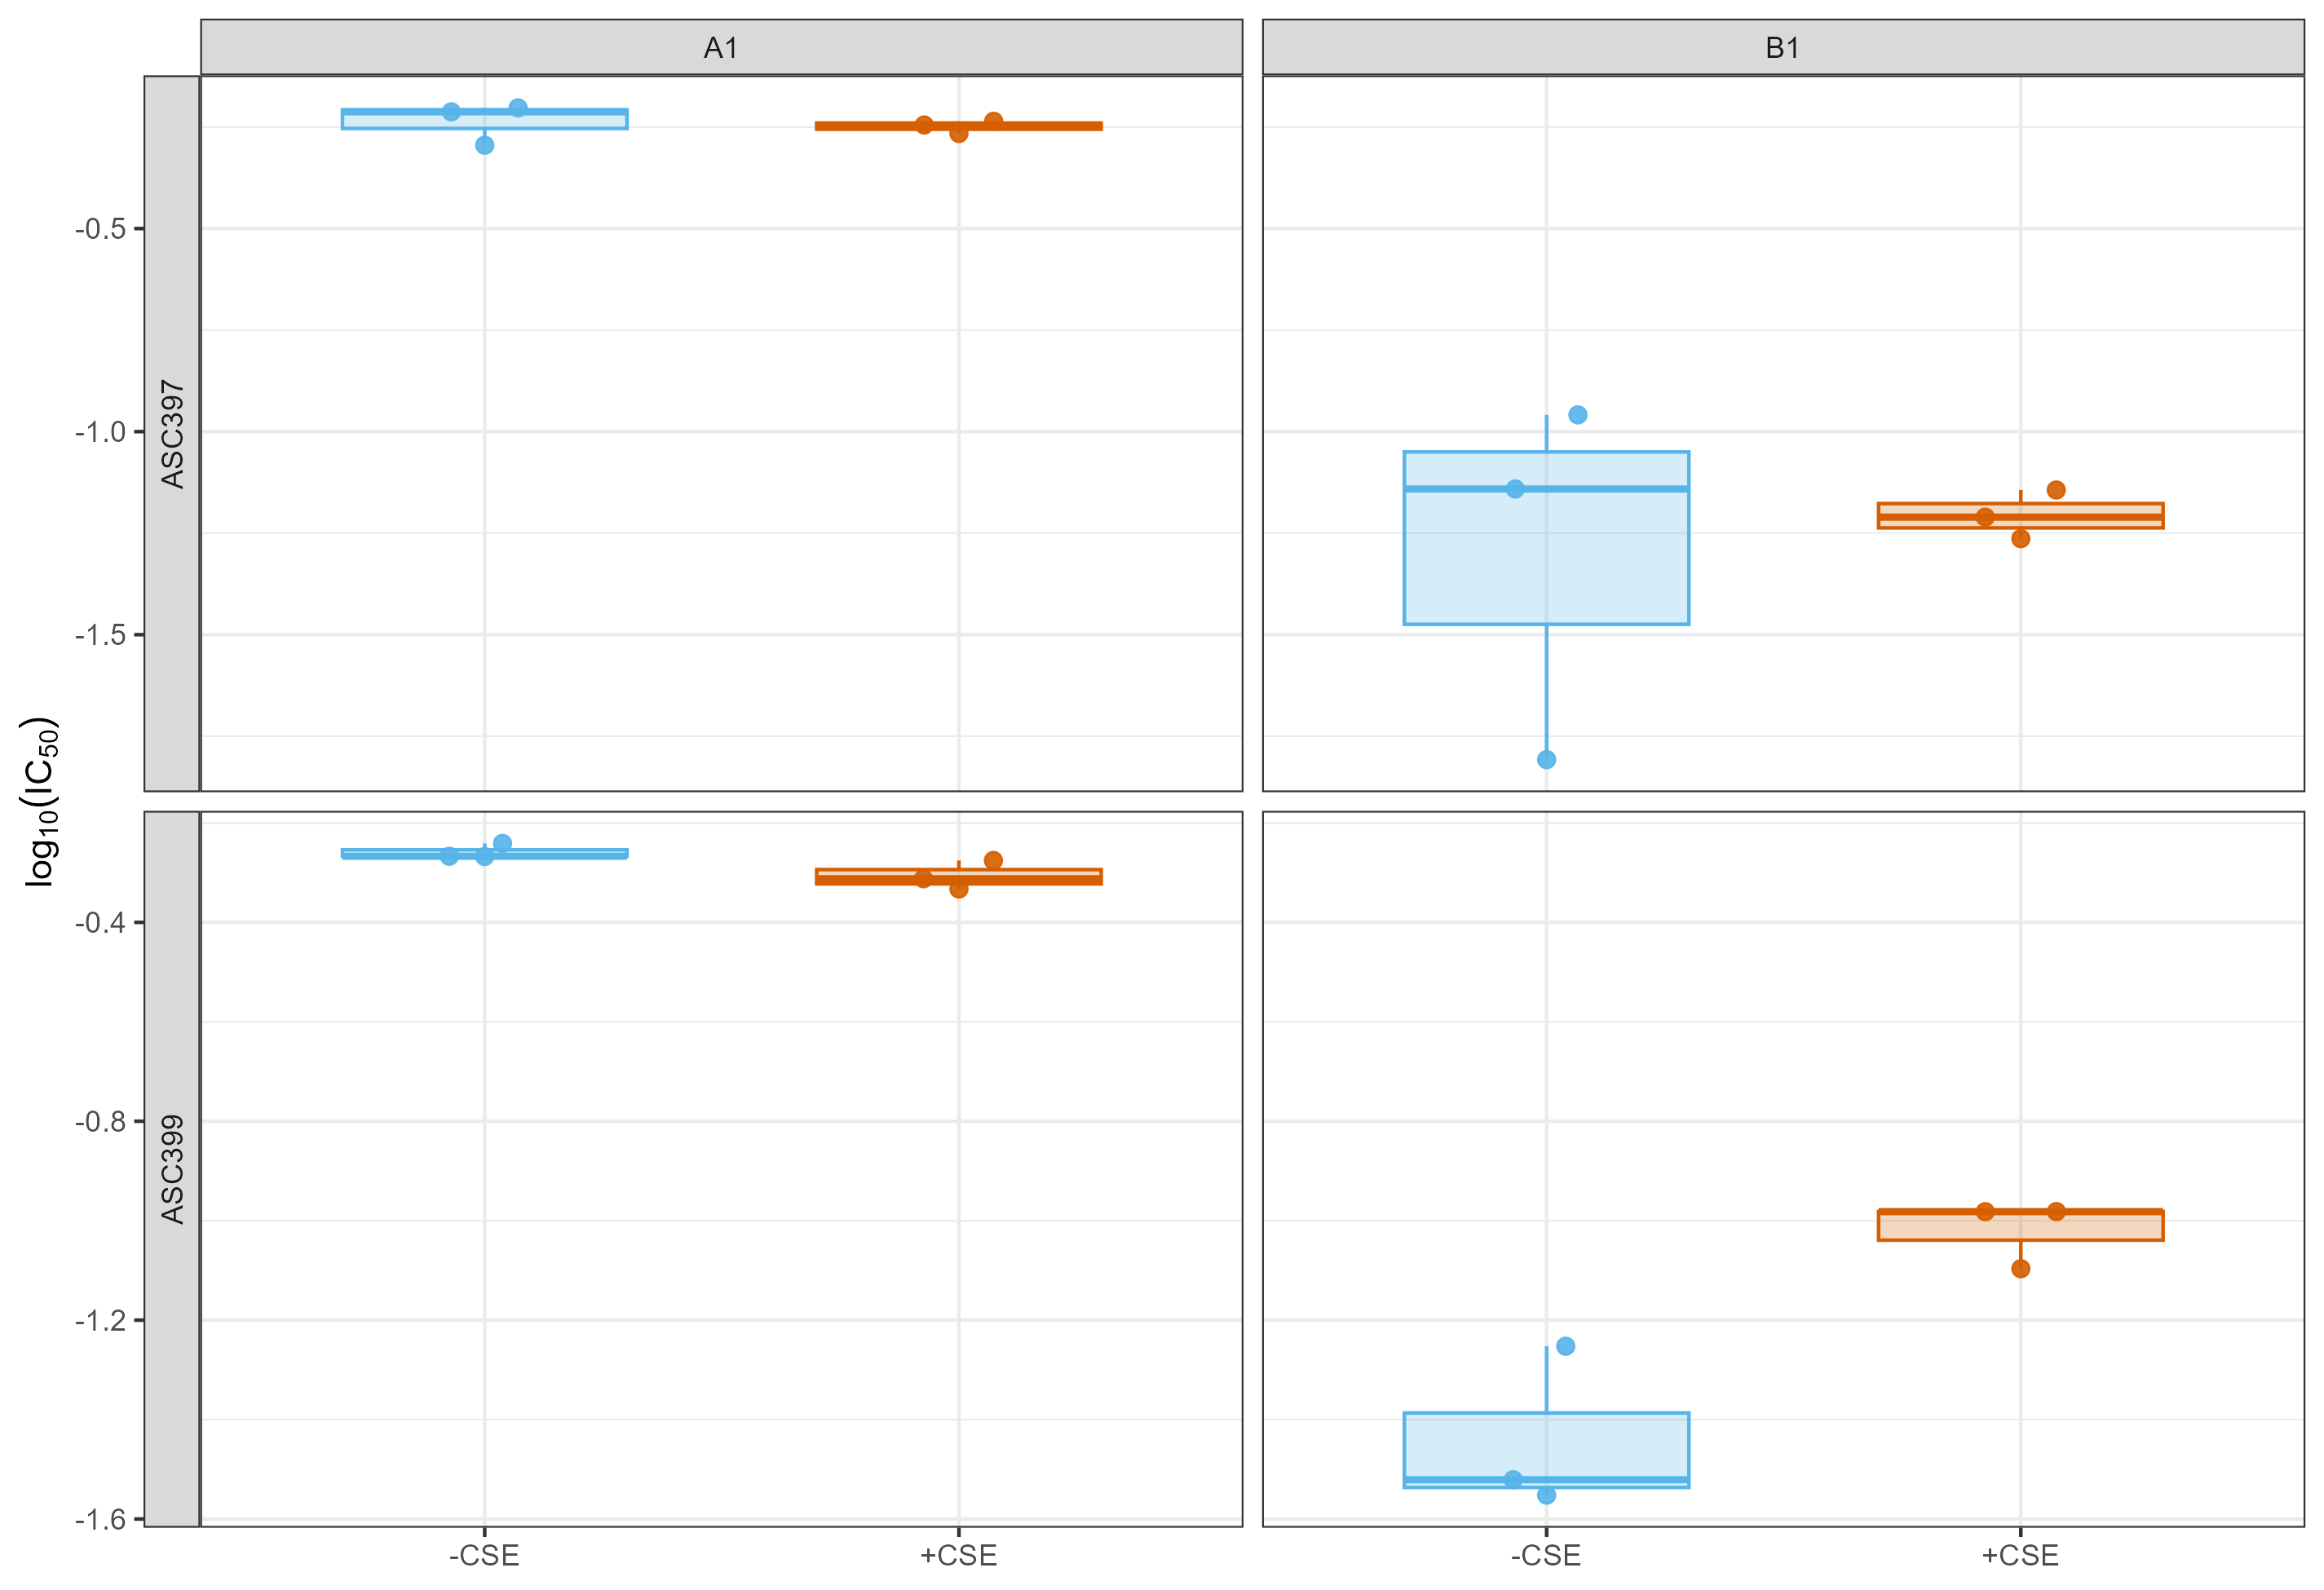 A1
B1
ASC397
-0.5
-1.0
-1.5
log₁₀(IC₅₀)
ASC399
-0.4
-0.8
-1.2
-1.6
-CSE
+CSE
-CSE
+CSE